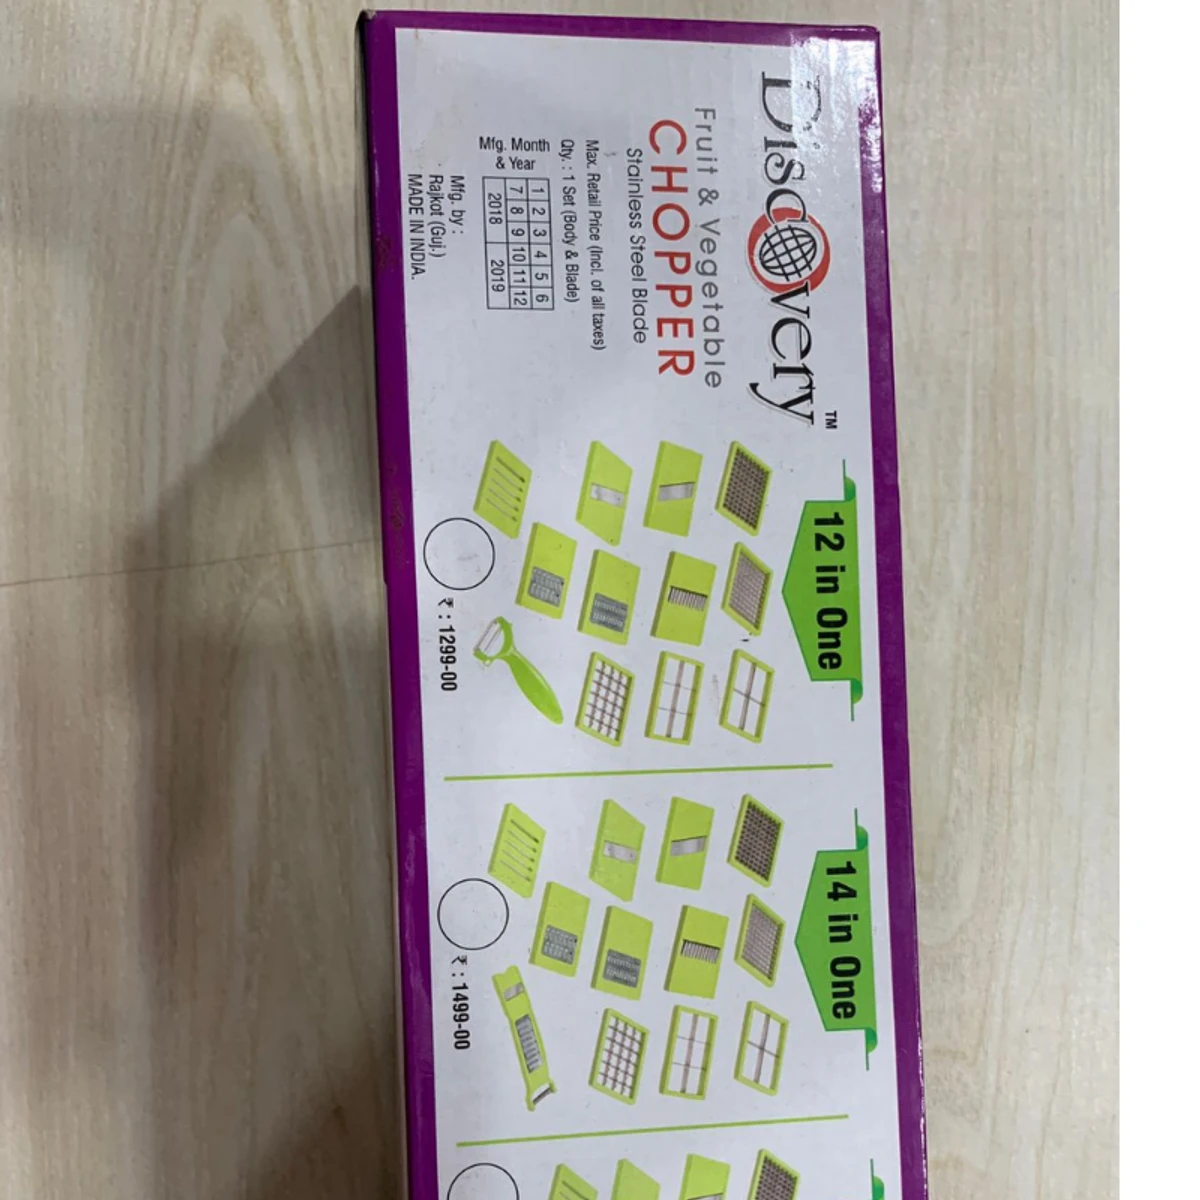 Discovery™
Fruit & Vegetable
CHOPPER
Stainless Steel Blade
Max. Retail Price (Incl. of all taxes)
Qty. : 1 Set (Body & Blade)
Mfg. Month
& Year
1 2 3 4 5 6
7 8 9 10 11 12
2018 2019
Mfg. by :
Rajkot (Guj.)
MADE IN INDIA.
12 in One
₹ : 1299-00
14 in One
₹ : 1499-00